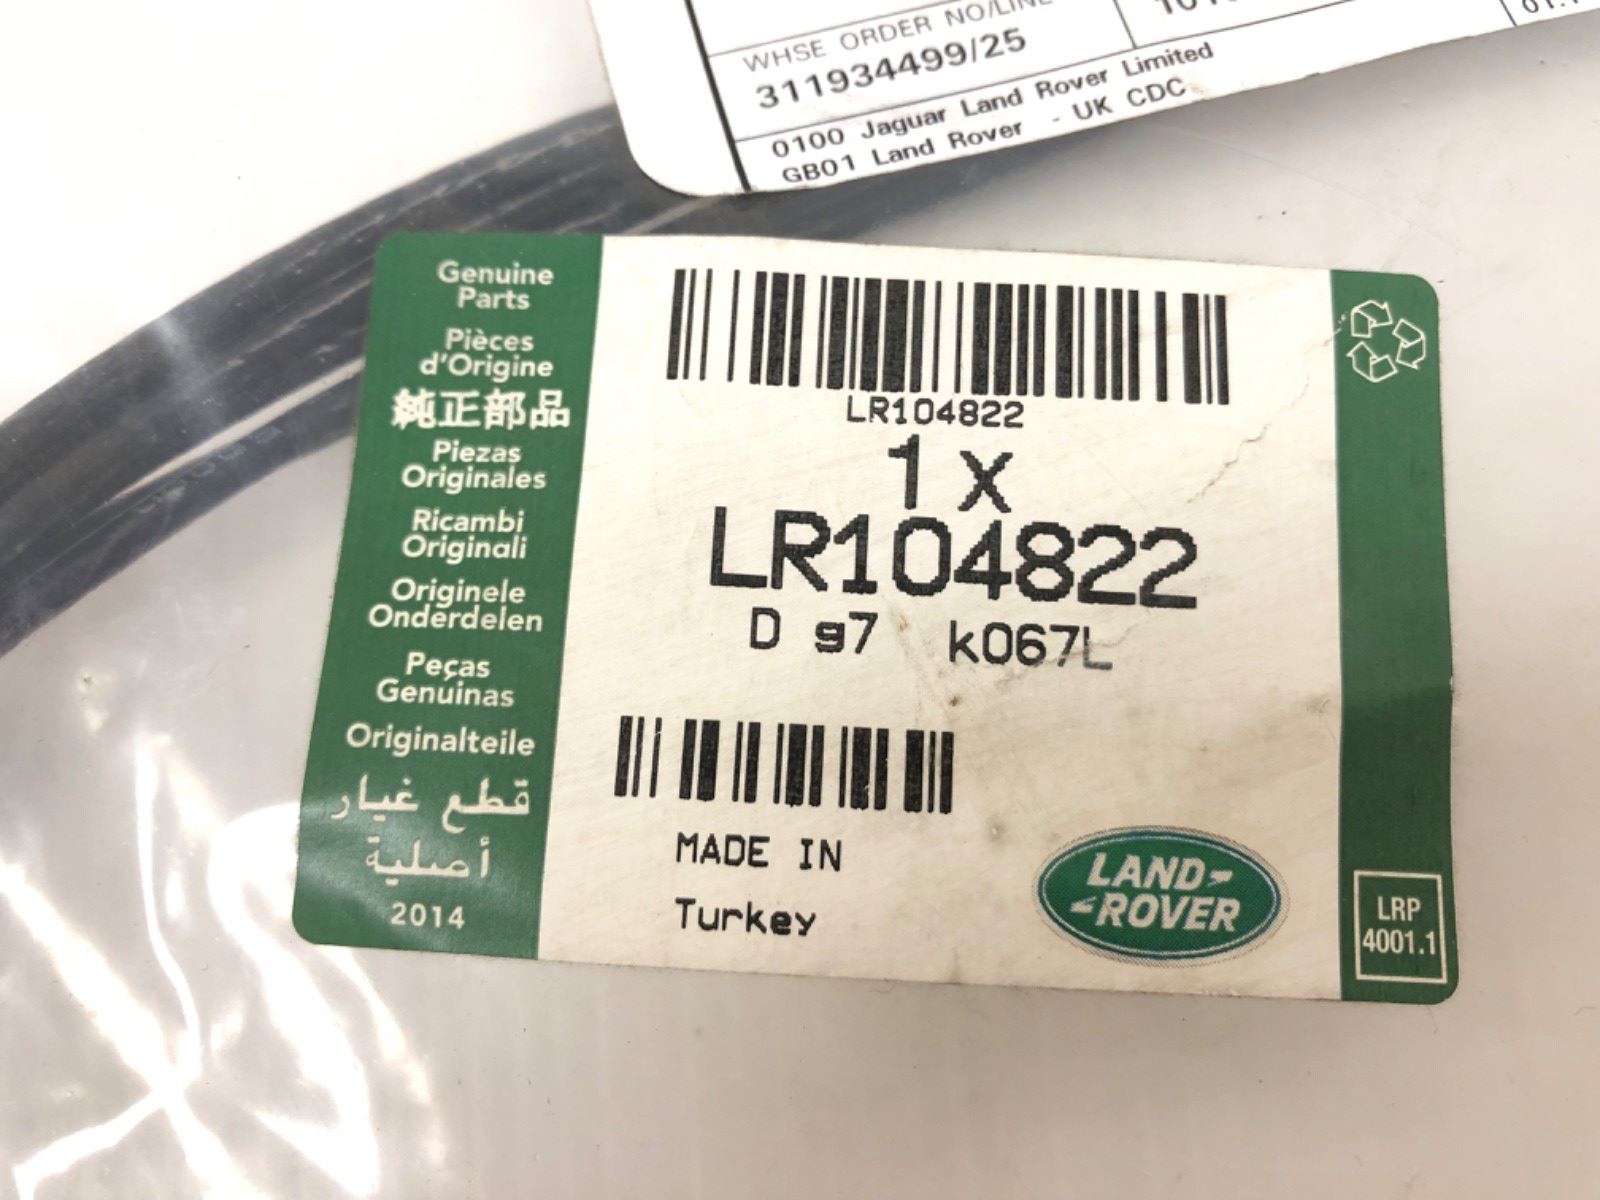 WHSE ORDER NO/LINE
311934499/25
0100 Jaguar Land Rover Limited
GB01 Land Rover - UK CDC
Genuine
Parts
Pièces
d'Origine
純正部品
Piezas
Originales
Ricambi
Originali
Originele
Onderdelen
Peças
Genuinas
Originalteile
قطع غيار
أصلية
2014
LR104822
1 x
LR104822
D g7 k067L
MADE IN
Turkey
LAND-
-ROVER
LRP
4001.1